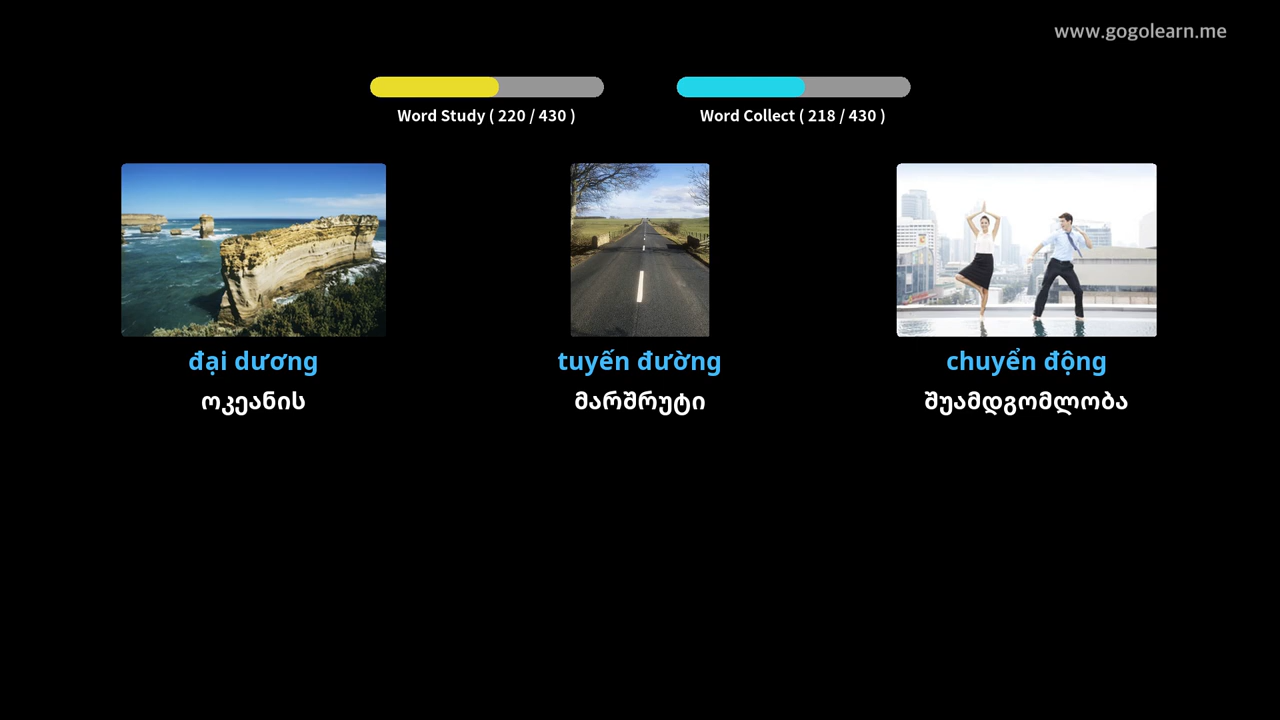 www.gogolearn.me
Word Study ( 220 / 430 )
Word Collect ( 218 / 430 )
đại dương
tuyến đường
chuyển động
ოკეანის
მარშრუტი
შუამდგომლობა